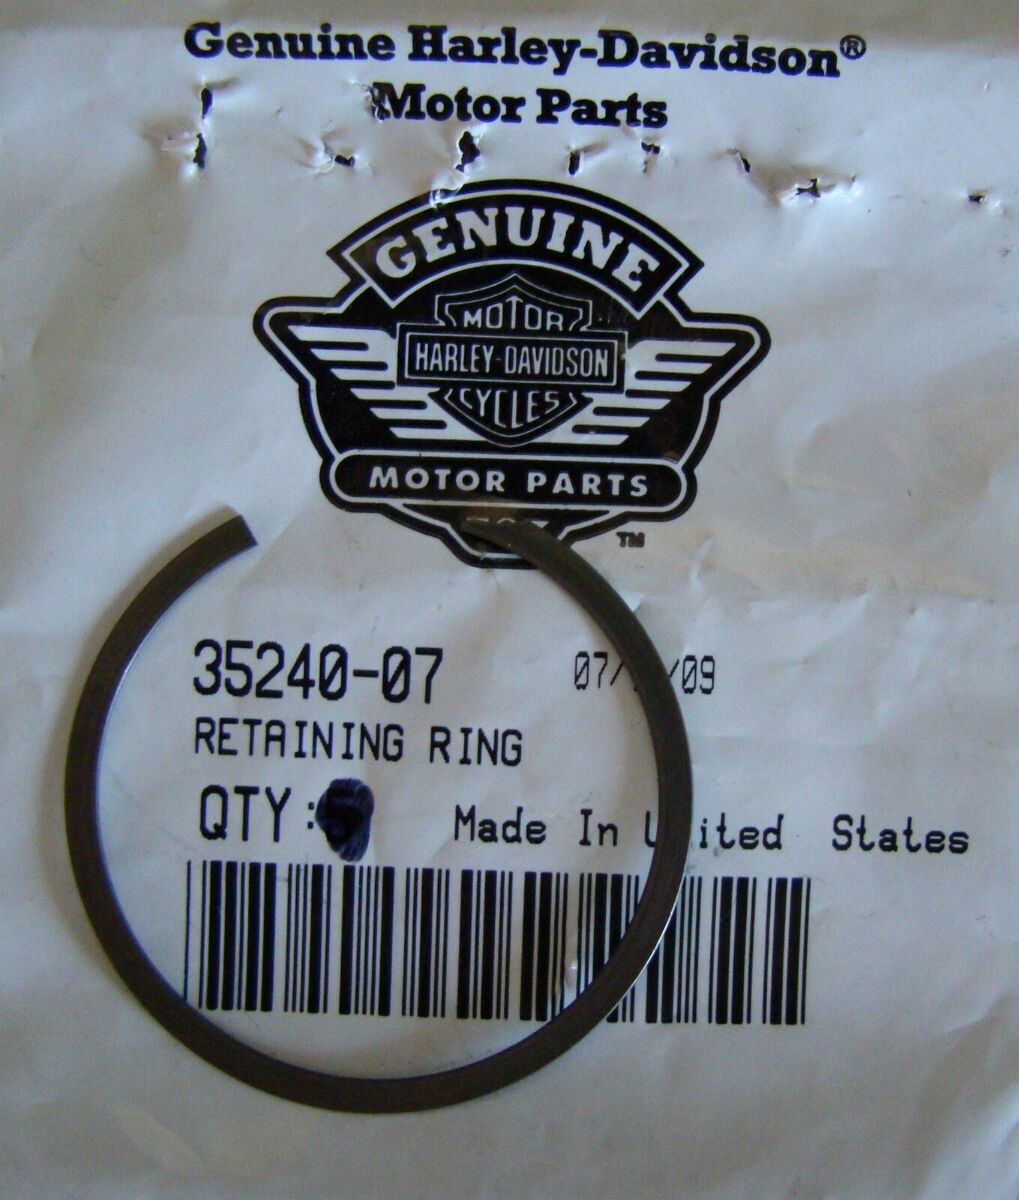 Genuine Harley-Davidson®
Motor Parts
GENUINE
MOTOR
HARLEY-DAVIDSON
CYCLES
MOTOR PARTS
TM
35240-07
RETAINING RING
QTY:
Made In United States